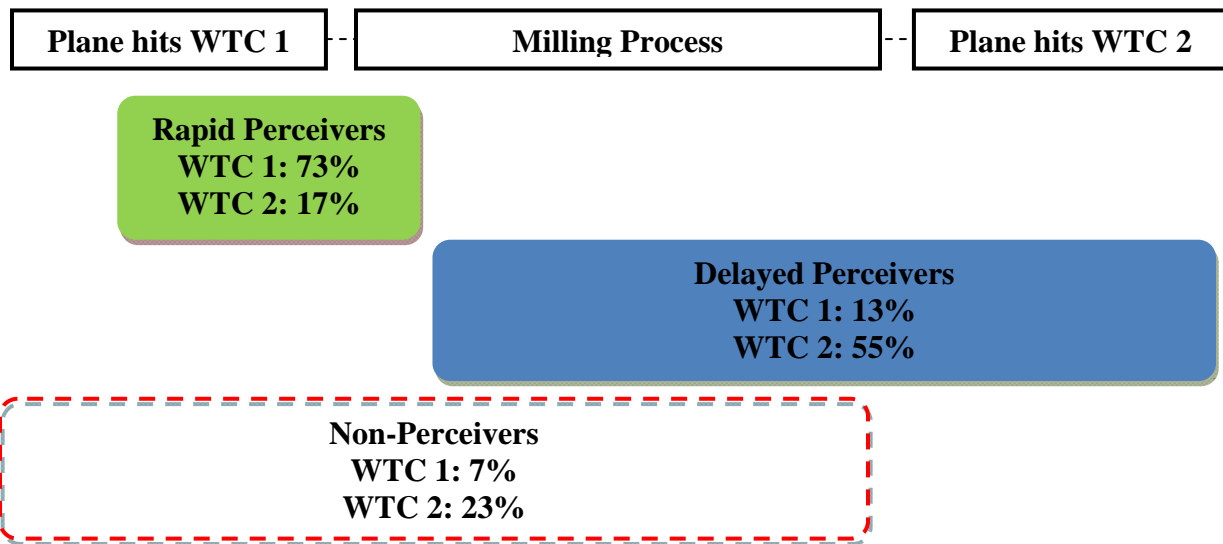 Plane hits WTC 1
Milling Process
Plane hits WTC 2
Rapid Perceivers
WTC 1: 73%
WTC 2: 17%
Delayed Perceivers
WTC 1: 13%
WTC 2: 55%
Non-Perceivers
WTC 1: 7%
WTC 2: 23%